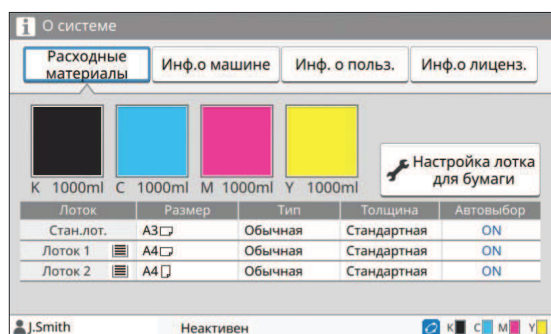 О системе
Расходные
материалы
Инф.о машине
Инф. о польз.
Инф.о лиценз.
K 1000ml C 1000ml M 1000ml Y 1000ml
Настройка лотка
для бумаги
Лоток Размер Тип Толщина Автовыбор
Стан.лот. A3 Обычная Стандартная ON
Лоток 1 A4 Обычная Стандартная ON
Лоток 2 A4 Обычная Стандартная ON
J.Smith Неактивен K C M Y